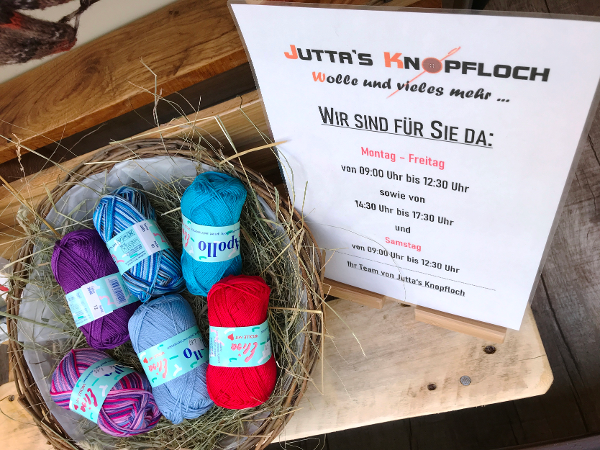 JUTTA'S KNOPFLOCH
Wolle und vieles mehr ...
WIR SIND FÜR SIE DA:
Montag – Freitag
von 09:00 Uhr bis 12:30 Uhr
sowie von
14:30 Uhr bis 17:30 Uhr
und
Samstag
von 09:00 Uhr bis 12:30 Uhr
Ihr Team von Jutta's Knopfloch
Apollo
Elisa